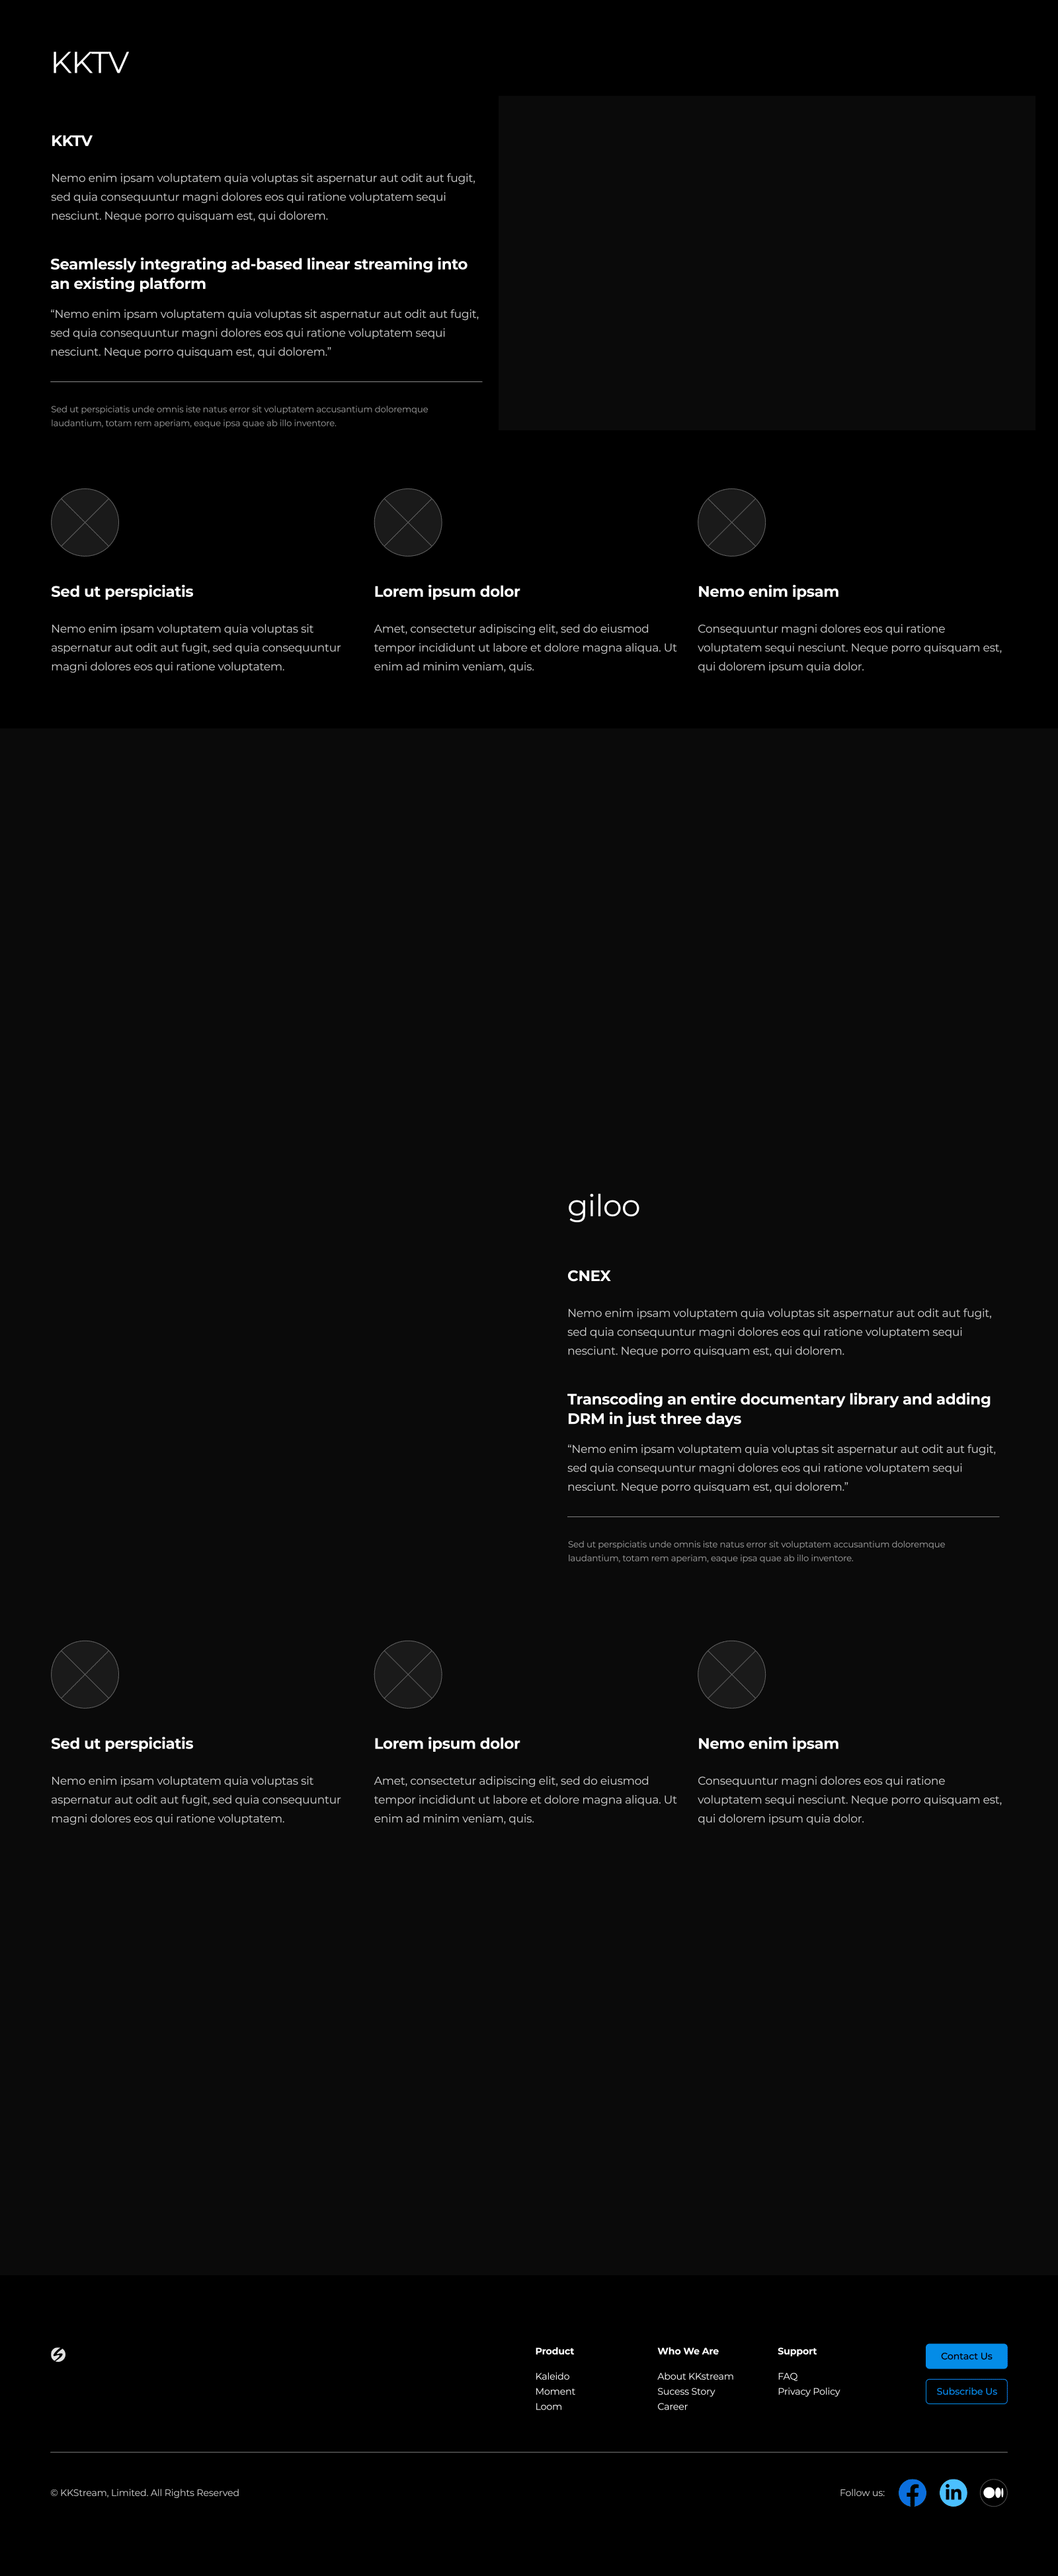 KKTV
KKTV
Nemo enim ipsam voluptatem quia voluptas sit aspernatur aut odit aut fugit,
sed quia consequuntur magni dolores eos qui ratione voluptatem sequi
nesciunt. Neque porro quisquam est, qui dolorem.
Seamlessly integrating ad-based linear streaming into
an existing platform
“Nemo enim ipsam voluptatem quia voluptas sit aspernatur aut odit aut fugit,
sed quia consequuntur magni dolores eos qui ratione voluptatem sequi
nesciunt. Neque porro quisquam est, qui dolorem.”
Sed ut perspiciatis unde omnis iste natus error sit voluptatem accusantium doloremque
laudantium, totam rem aperiam, eaque ipsa quae ab illo inventore.
Sed ut perspiciatis
Nemo enim ipsam voluptatem quia voluptas sit
aspernatur aut odit aut fugit, sed quia consequuntur
magni dolores eos qui ratione voluptatem.
Lorem ipsum dolor
Amet, consectetur adipiscing elit, sed do eiusmod
tempor incididunt ut labore et dolore magna aliqua. Ut
enim ad minim veniam, quis.
Nemo enim ipsam
Consequuntur magni dolores eos qui ratione
voluptatem sequi nesciunt. Neque porro quisquam est,
qui dolorem ipsum quia dolor.
giloo
CNEX
Nemo enim ipsam voluptatem quia voluptas sit aspernatur aut odit aut fugit,
sed quia consequuntur magni dolores eos qui ratione voluptatem sequi
nesciunt. Neque porro quisquam est, qui dolorem.
Transcoding an entire documentary library and adding
DRM in just three days
“Nemo enim ipsam voluptatem quia voluptas sit aspernatur aut odit aut fugit,
sed quia consequuntur magni dolores eos qui ratione voluptatem sequi
nesciunt. Neque porro quisquam est, qui dolorem.”
Sed ut perspiciatis unde omnis iste natus error sit voluptatem accusantium doloremque
laudantium, totam rem aperiam, eaque ipsa quae ab illo inventore.
Sed ut perspiciatis
Nemo enim ipsam voluptatem quia voluptas sit
aspernatur aut odit aut fugit, sed quia consequuntur
magni dolores eos qui ratione voluptatem.
Lorem ipsum dolor
Amet, consectetur adipiscing elit, sed do eiusmod
tempor incididunt ut labore et dolore magna aliqua. Ut
enim ad minim veniam, quis.
Nemo enim ipsam
Consequuntur magni dolores eos qui ratione
voluptatem sequi nesciunt. Neque porro quisquam est,
qui dolorem ipsum quia dolor.
Product
Kaleido
Moment
Loom
Who We Are
About KKstream
Sucess Story
Career
Support
FAQ
Privacy Policy
Contact Us
Subscribe Us
© KKStream, Limited. All Rights Reserved
Follow us:
in